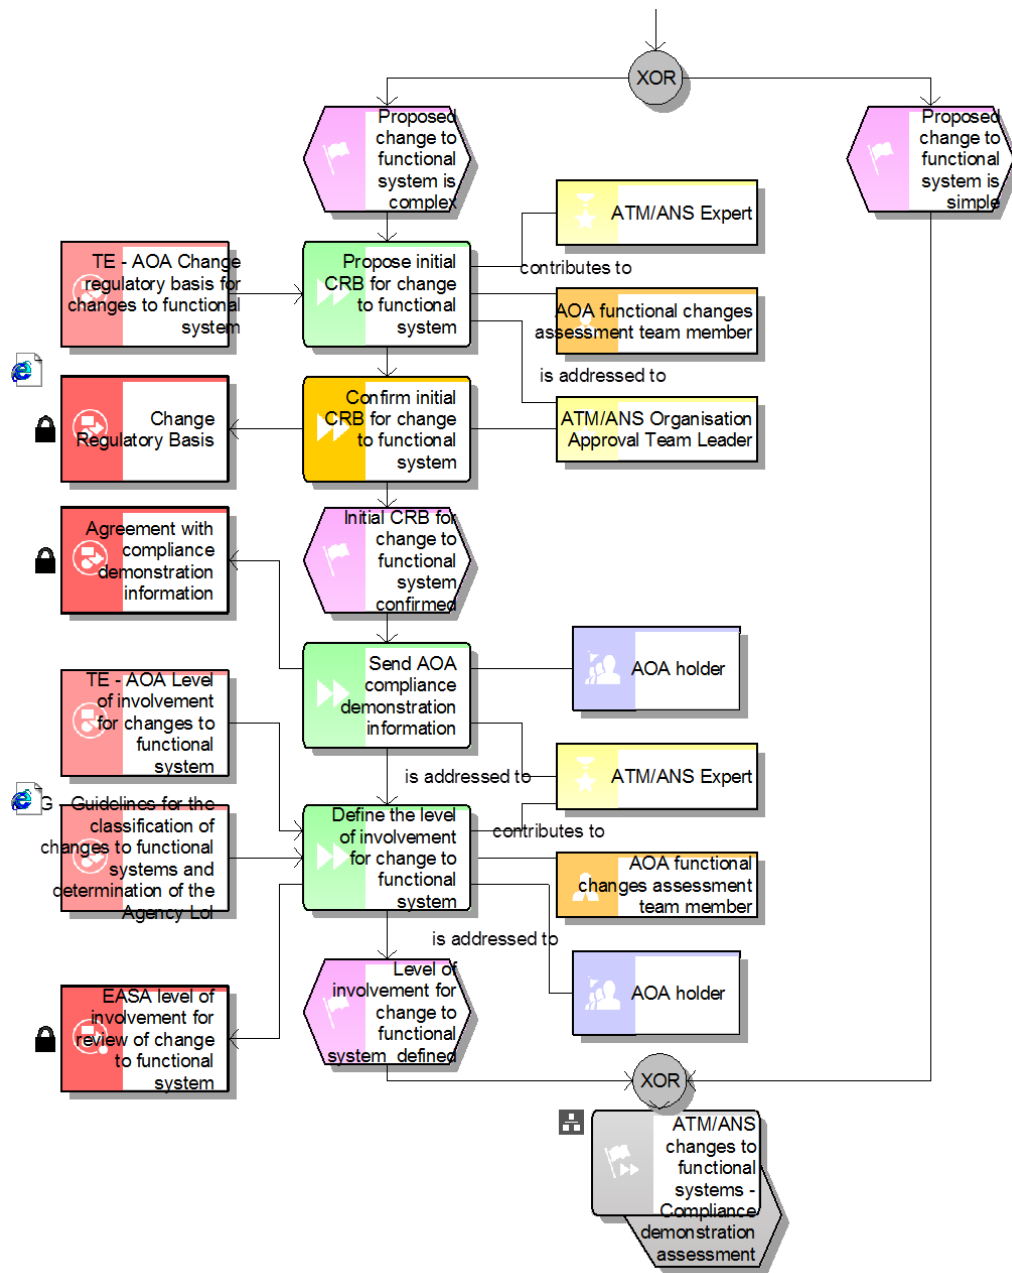 XOR
Proposed
change to
functional
system is
complex
Proposed
change to
functional
system is
simple
ATM/ANS Expert
contributes to
TE - AOA Change
regulatory basis for
changes to functional
system
Propose initial
CRB for change
to functional
system
AOA functional changes
assessment team member
is addressed to
Change
Regulatory Basis
Confirm initial
CRB for change
to functional
system
ATM/ANS Organisation
Approval Team Leader
Agreement with
compliance
demonstration
information
Initial CRB for
change to
functional
system
confirmed
Send AOA
compliance
demonstration
information
AOA holder
TE - AOA Level
of involvement
for changes to
functional
system
is addressed to
ATM/ANS Expert
contributes to
G - Guidelines for the
classification of
changes to functional
systems and
determination of the
Agency LoI
Define the level
of involvement
for change to
functional
system
AOA functional
changes assessment
team member
is addressed to
AOA holder
EASA level of
involvement for
review of change
to functional
system
Level of
involvement for
change to
functional
system defined
XOR
ATM/ANS
changes to
functional
systems -
Compliance
demonstration
assessment